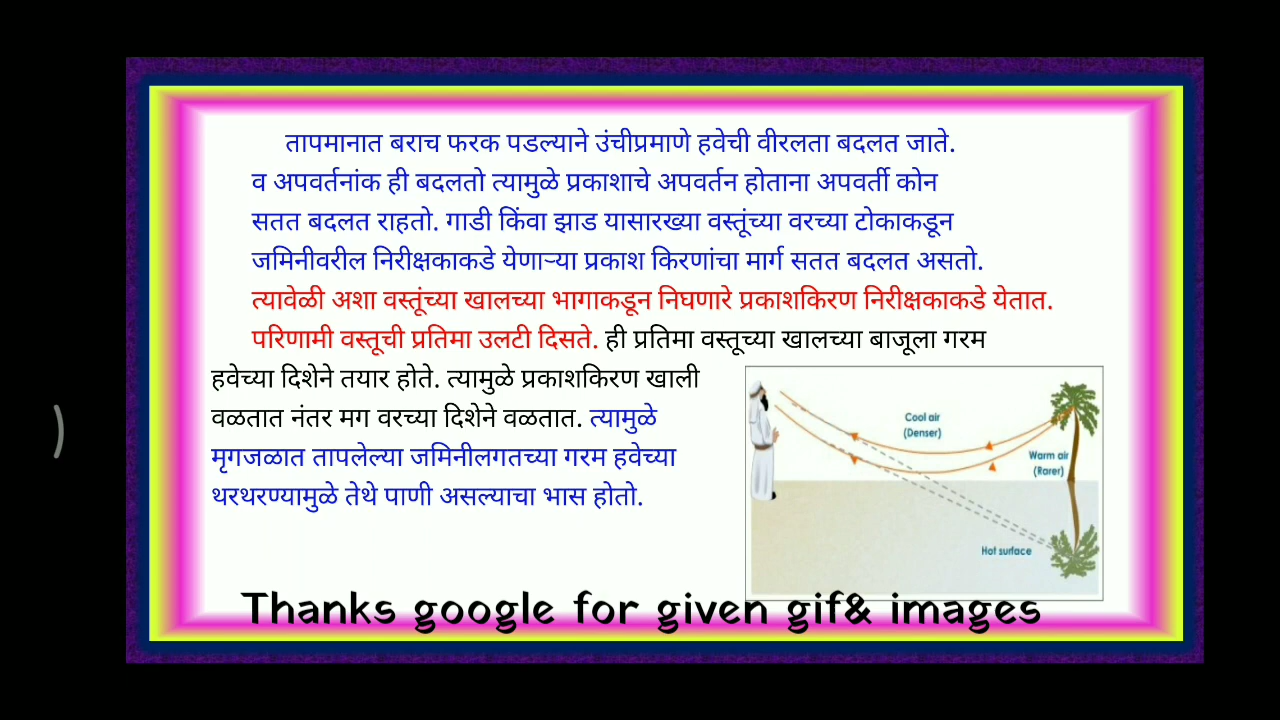 तापमानात बराच फरक पडल्याने उंचीप्रमाणे हवेची वीरलता बदलत जाते.
व अपवर्तनांक ही बदलतो त्यामुळे प्रकाशाचे अपवर्तन होताना अपवर्ती कोन
सतत बदलत राहतो. गाडी किंवा झाड यासारख्या वस्तूंच्या वरच्या टोकाकडून
जमिनीवरील निरीक्षकाकडे येणाऱ्या प्रकाश किरणांचा मार्ग सतत बदलत असतो.
त्यावेळी अशा वस्तूंच्या खालच्या भागाकडून निघणारे प्रकाशकिरण निरीक्षकाकडे येतात.
परिणामी वस्तूची प्रतिमा उलटी दिसते. ही प्रतिमा वस्तूच्या खालच्या बाजूला गरम
हवेच्या दिशेने तयार होते. त्यामुळे प्रकाशकिरण खाली
वळतात नंतर मग वरच्या दिशेने वळतात. त्यामुळे
मृगजळात तापलेल्या जमिनीलगतच्या गरम हवेच्या
थरथरण्यामुळे तेथे पाणी असल्याचा भास होतो.
Cool air
(Denser)
Warm air
(Rarer)
Hot surface
Thanks google for given gif& images